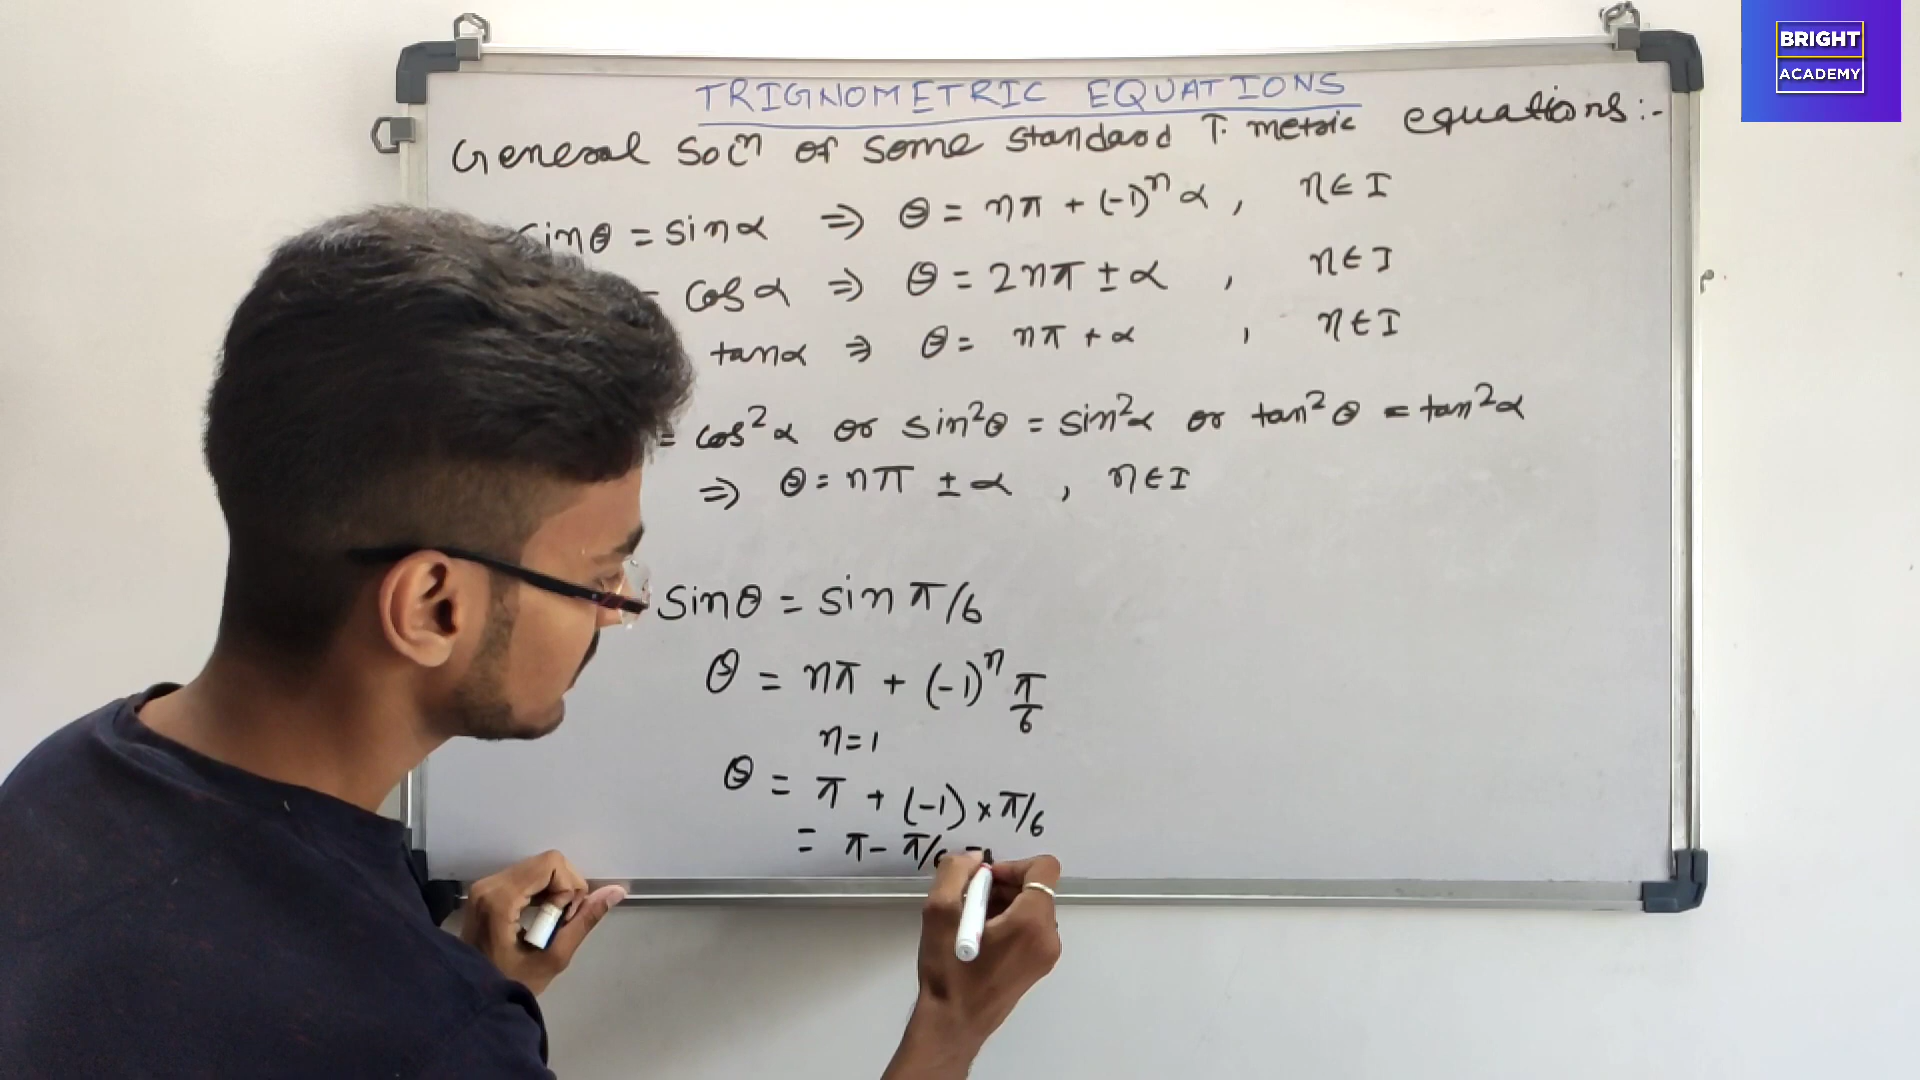 BRIGHT
ACADEMY
TRIGNOMETRIC EQUATIONS
General Solⁿ of some standard T. metric equations:-
sinθ = sinα ⇒ θ = nπ + (-1)ⁿ α , n∈I
= cosα ⇒ θ = 2nπ ± α , n∈I
tanα ⇒ θ = nπ + α , n∈I
= cos²α or sin²θ = sin²α or tan²θ = tan²α
⇒ θ = nπ ± α , n∈I
sinθ = sin π/6
θ = nπ + (-1)ⁿ π/6
n=1
θ = π + (-1) × π/6
= π - π/6 =